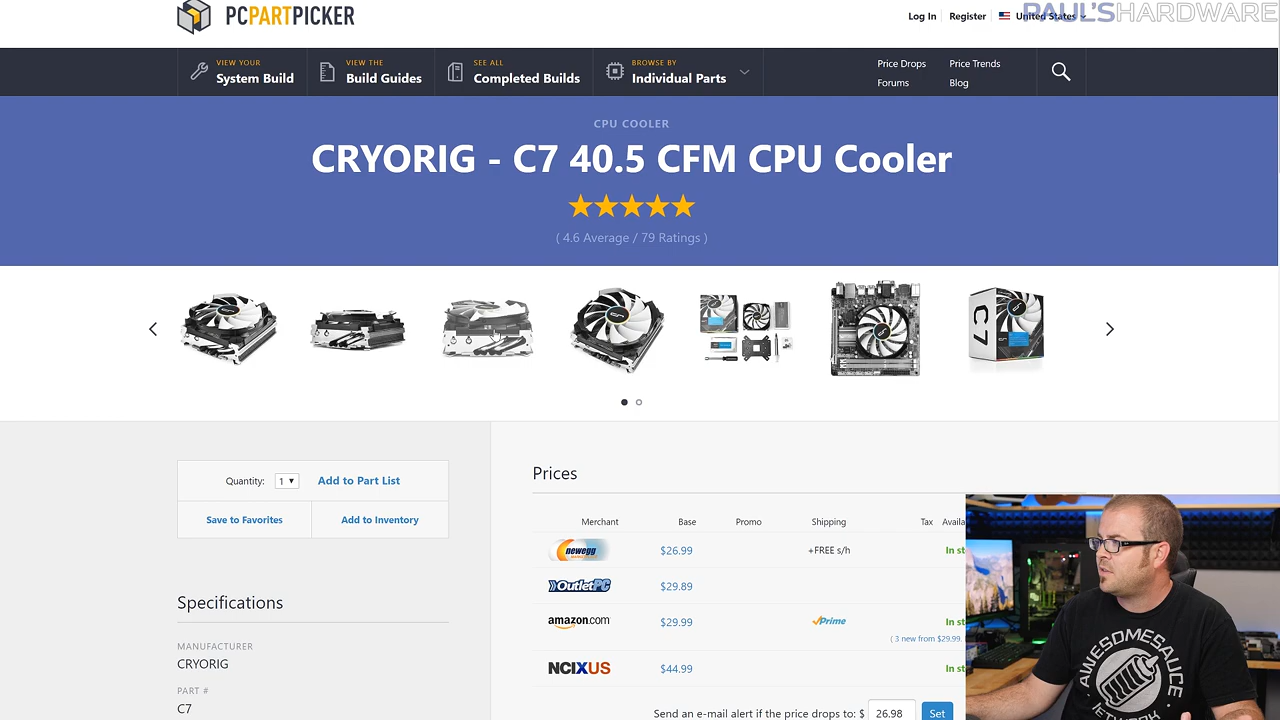 PCPARTPICKER
Log In
Register
United States
PAUL'SHARDWARE
VIEW YOUR
System Build
VIEW THE
Build Guides
SEE ALL
Completed Builds
BROWSE BY
Individual Parts
Price Drops
Price Trends
Forums
Blog
CPU COOLER
CRYORIG - C7 40.5 CFM CPU Cooler
( 4.6 Average / 79 Ratings )
C7
Quantity: 1
Add to Part List
Save to Favorites
Add to Inventory
Prices
Merchant Base Promo Shipping Tax Availa
newegg $26.99 +FREE s/h In st
OutletPC $29.89
amazon.com $29.99 Prime In st
( 3 new from $29.99,
NCIXUS $44.99 In st
Send an e-mail alert if the price drops to: $ 26.98 Set
Specifications
MANUFACTURER
CRYORIG
PART #
C7
AWESOMESAUCE
NETWORK